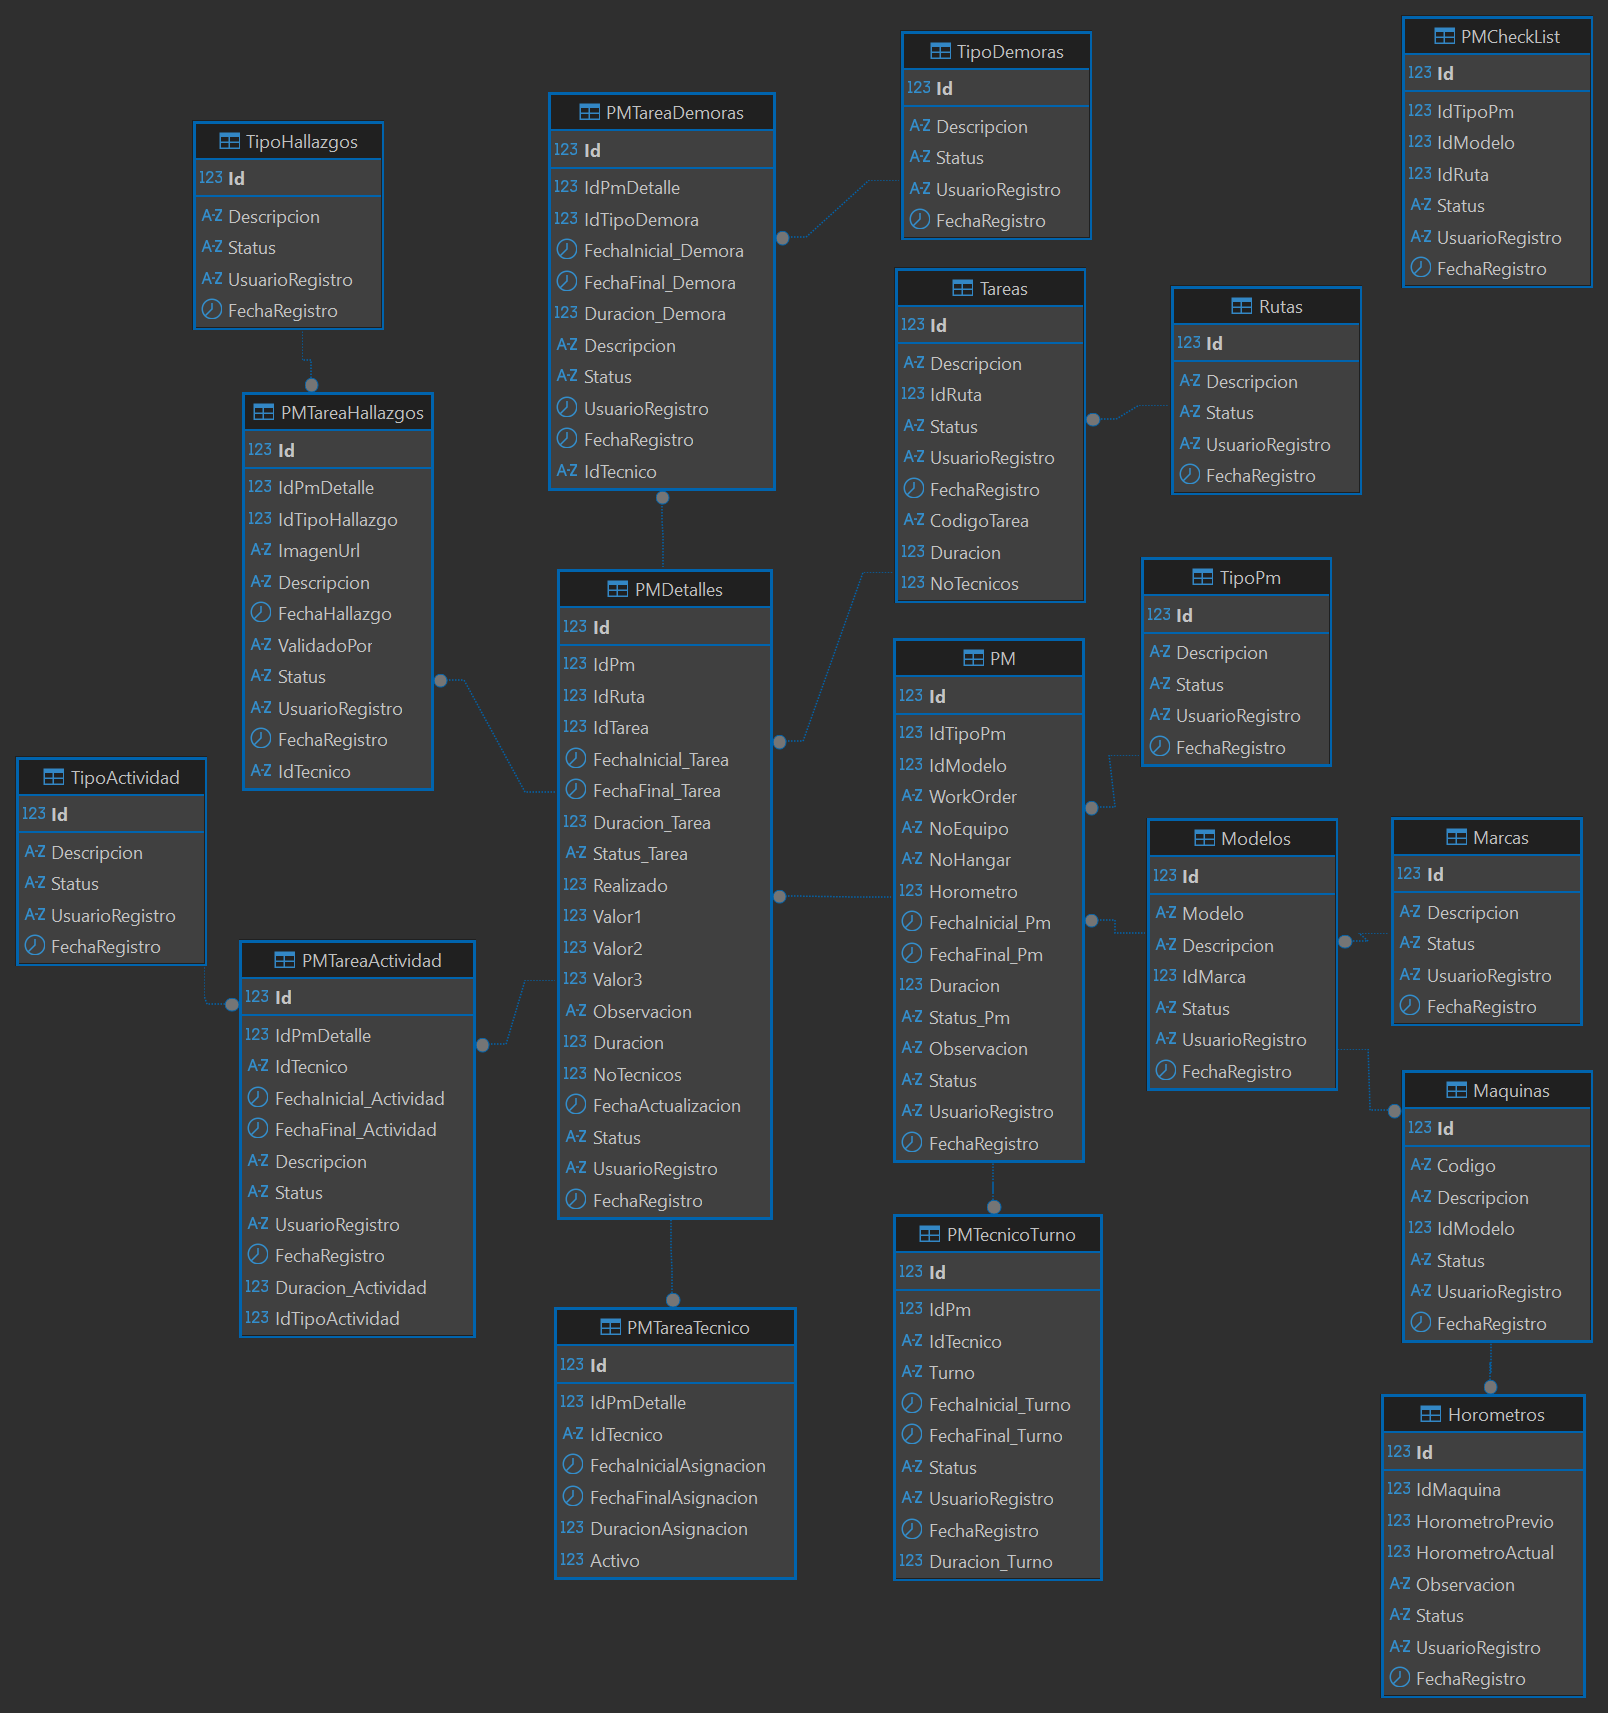 TipoHallazgos
123 Id
A-Z Descripcion
A-Z Status
A-Z UsuarioRegistro
FechaRegistro
PMTareaDemoras
123 Id
123 IdPmDetalle
123 IdTipoDemora
FechaInicial_Demora
FechaFinal_Demora
123 Duracion_Demora
A-Z Descripcion
A-Z Status
UsuarioRegistro
FechaRegistro
A-Z IdTecnico
TipoDemoras
123 Id
A-Z Descripcion
A-Z Status
A-Z UsuarioRegistro
FechaRegistro
PMCheckList
123 Id
123 IdTipoPm
123 IdModelo
123 IdRuta
A-Z Status
A-Z UsuarioRegistro
FechaRegistro
Tareas
123 Id
A-Z Descripcion
123 IdRuta
A-Z Status
A-Z UsuarioRegistro
FechaRegistro
A-Z CodigoTarea
123 Duracion
123 NoTecnicos
Rutas
123 Id
A-Z Descripcion
A-Z Status
A-Z UsuarioRegistro
FechaRegistro
PMTareaHallazgos
123 Id
123 IdPmDetalle
123 IdTipoHallazgo
A-Z ImagenUrl
A-Z Descripcion
FechaHallazgo
A-Z ValidadoPor
A-Z Status
A-Z UsuarioRegistro
FechaRegistro
A-Z IdTecnico
PMDetalles
123 Id
123 IdPm
123 IdRuta
123 IdTarea
FechaInicial_Tarea
FechaFinal_Tarea
123 Duracion_Tarea
A-Z Status_Tarea
123 Realizado
123 Valor1
123 Valor2
123 Valor3
A-Z Observacion
123 Duracion
123 NoTecnicos
FechaActualizacion
A-Z Status
A-Z UsuarioRegistro
FechaRegistro
PM
123 Id
123 IdTipoPm
123 IdModelo
A-Z WorkOrder
A-Z NoEquipo
A-Z NoHangar
123 Horometro
FechaInicial_Pm
FechaFinal_Pm
123 Duracion
A-Z Status_Pm
A-Z Observacion
A-Z Status
A-Z UsuarioRegistro
FechaRegistro
TipoPm
123 Id
A-Z Descripcion
A-Z Status
A-Z UsuarioRegistro
FechaRegistro
TipoActividad
123 Id
A-Z Descripcion
A-Z Status
A-Z UsuarioRegistro
FechaRegistro
Modelos
123 Id
A-Z Modelo
A-Z Descripcion
123 IdMarca
A-Z Status
A-Z UsuarioRegistro
FechaRegistro
Marcas
123 Id
A-Z Descripcion
A-Z Status
A-Z UsuarioRegistro
FechaRegistro
PMTareaActividad
123 Id
123 IdPmDetalle
A-Z IdTecnico
FechaInicial_Actividad
FechaFinal_Actividad
A-Z Descripcion
A-Z Status
A-Z UsuarioRegistro
FechaRegistro
123 Duracion_Actividad
123 IdTipoActividad
Maquinas
123 Id
A-Z Codigo
A-Z Descripcion
123 IdModelo
A-Z Status
A-Z UsuarioRegistro
FechaRegistro
PMTareaTecnico
123 Id
123 IdPmDetalle
A-Z IdTecnico
FechaInicialAsignacion
FechaFinalAsignacion
123 DuracionAsignacion
123 Activo
PMTecnicoTurno
123 Id
123 IdPm
A-Z IdTecnico
A-Z Turno
FechaInicial_Turno
FechaFinal_Turno
A-Z Status
A-Z UsuarioRegistro
FechaRegistro
123 Duracion_Turno
Horometros
123 Id
123 IdMaquina
123 HorometroPrevio
123 HorometroActual
A-Z Observacion
A-Z Status
A-Z UsuarioRegistro
FechaRegistro